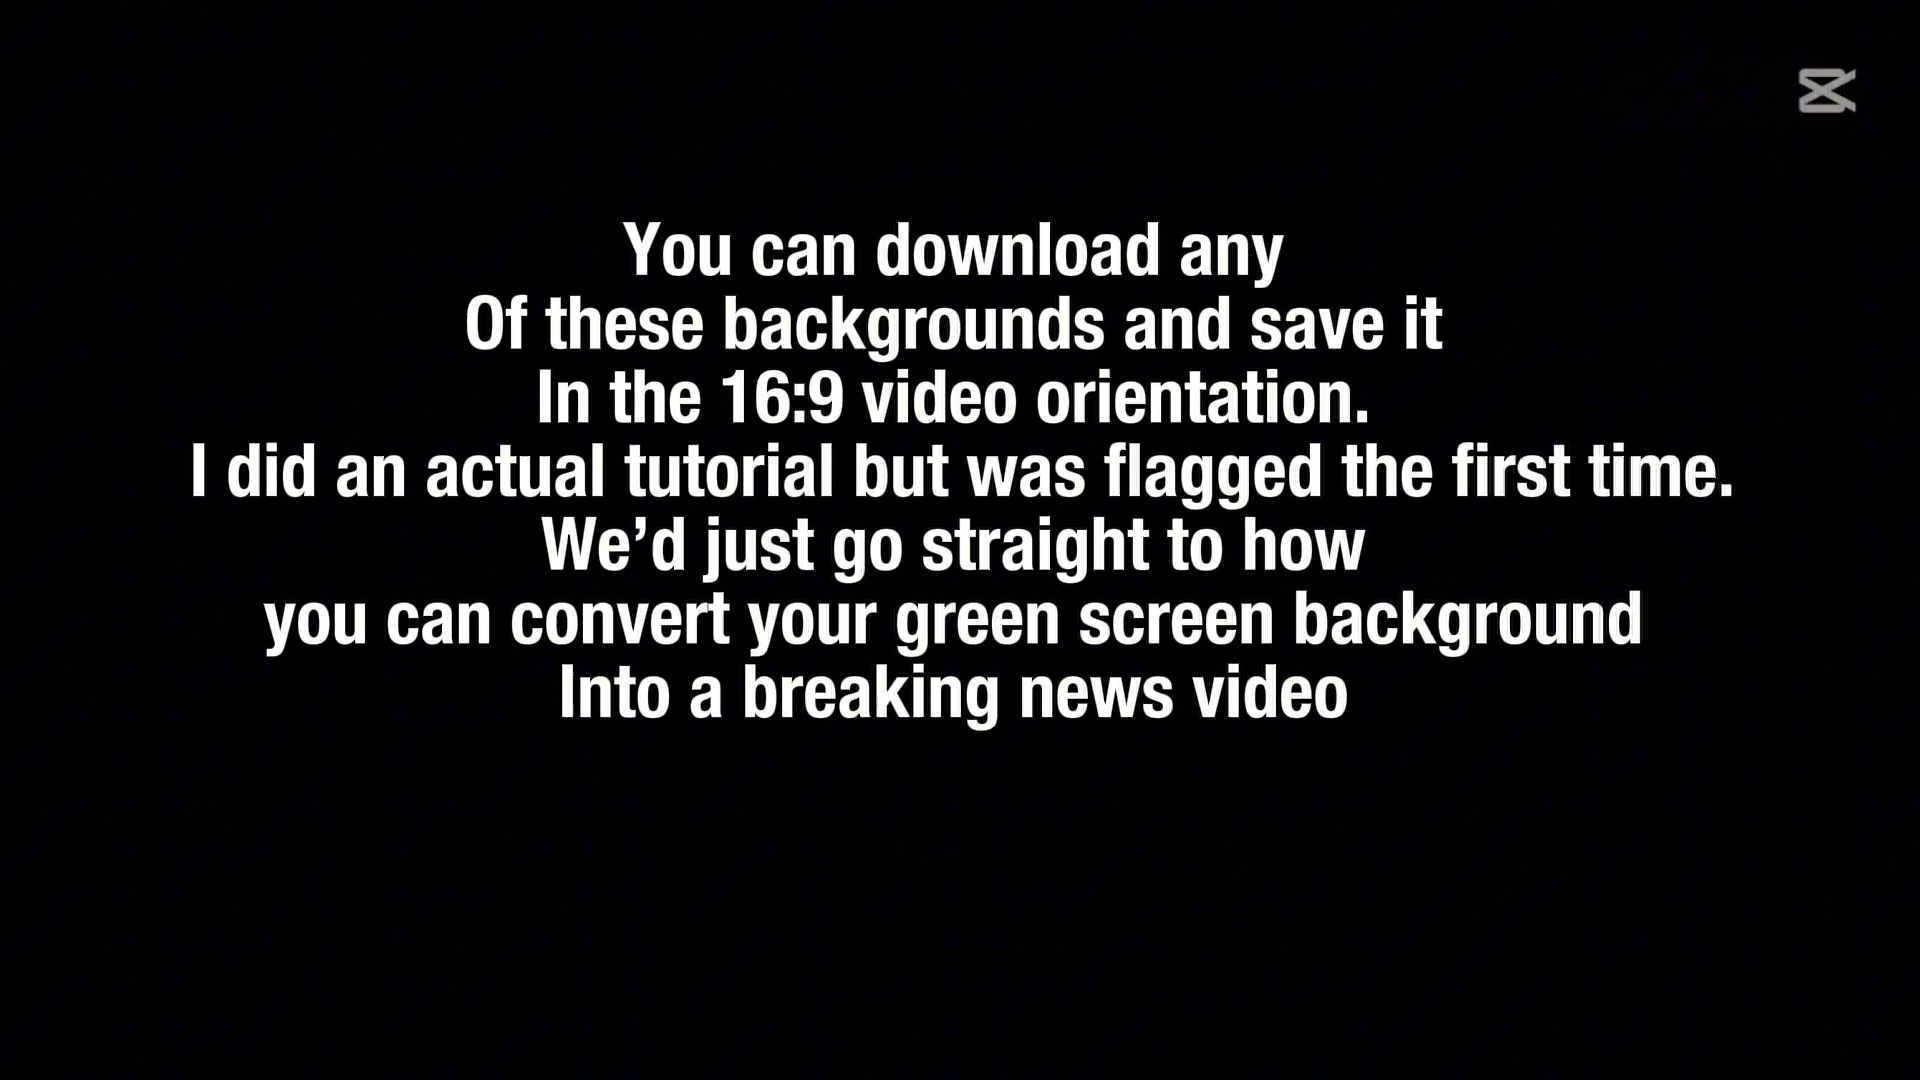 You can download any
Of these backgrounds and save it
In the 16:9 video orientation.
I did an actual tutorial but was flagged the first time.
We’d just go straight to how
you can convert your green screen background
Into a breaking news video